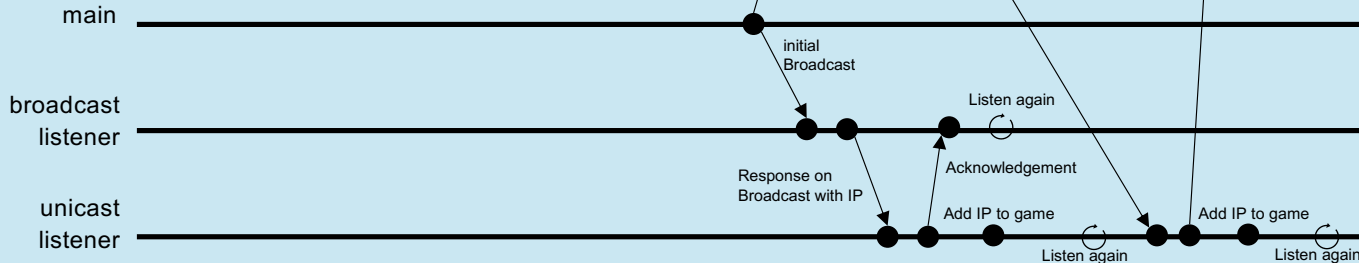 main
initial
Broadcast
broadcast
listener
Listen again
Response on
Broadcast with IP
Acknowledgement
unicast
listener
Add IP to game
Listen again
Add IP to game
Listen again